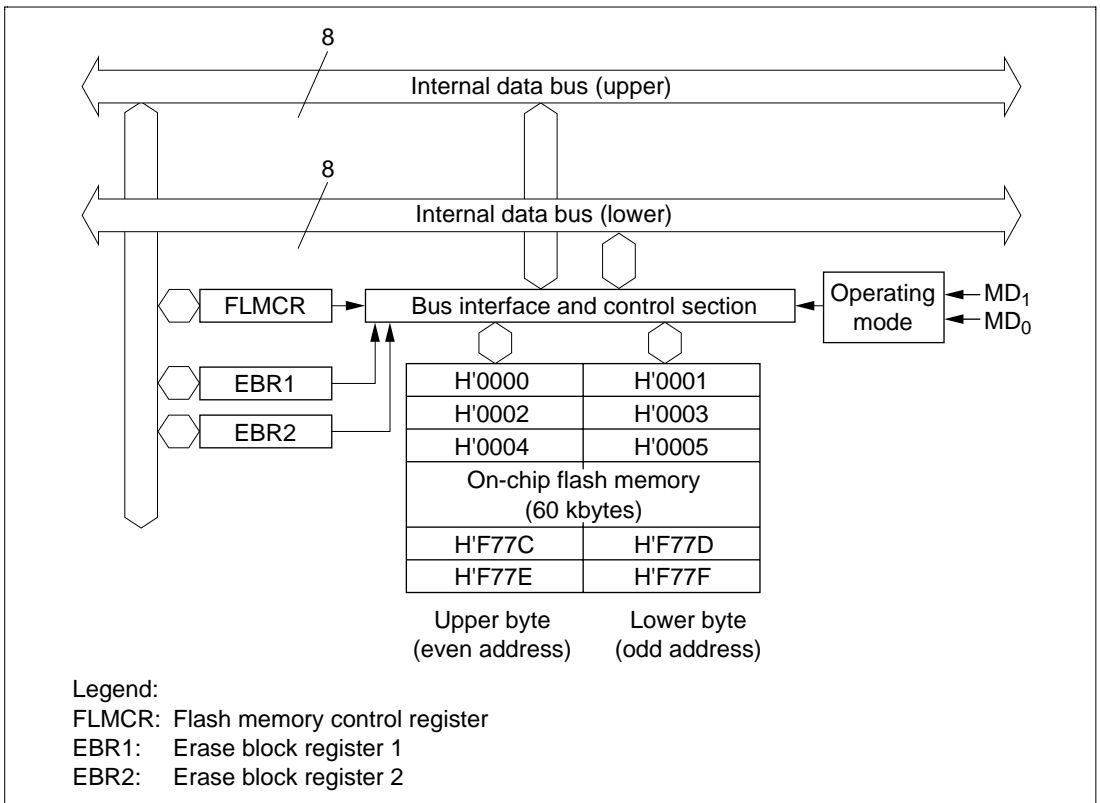 8
Internal data bus (upper)
8
Internal data bus (lower)
FLMCR
Bus interface and control section
Operating
mode
MD1
MD0
EBR1
EBR2
H'0000 H'0001
H'0002 H'0003
H'0004 H'0005
On-chip flash memory
(60 kbytes)
H'F77C H'F77D
H'F77E H'F77F
Upper byte
(even address)
Lower byte
(odd address)
Legend:
FLMCR: Flash memory control register
EBR1: Erase block register 1
EBR2: Erase block register 2